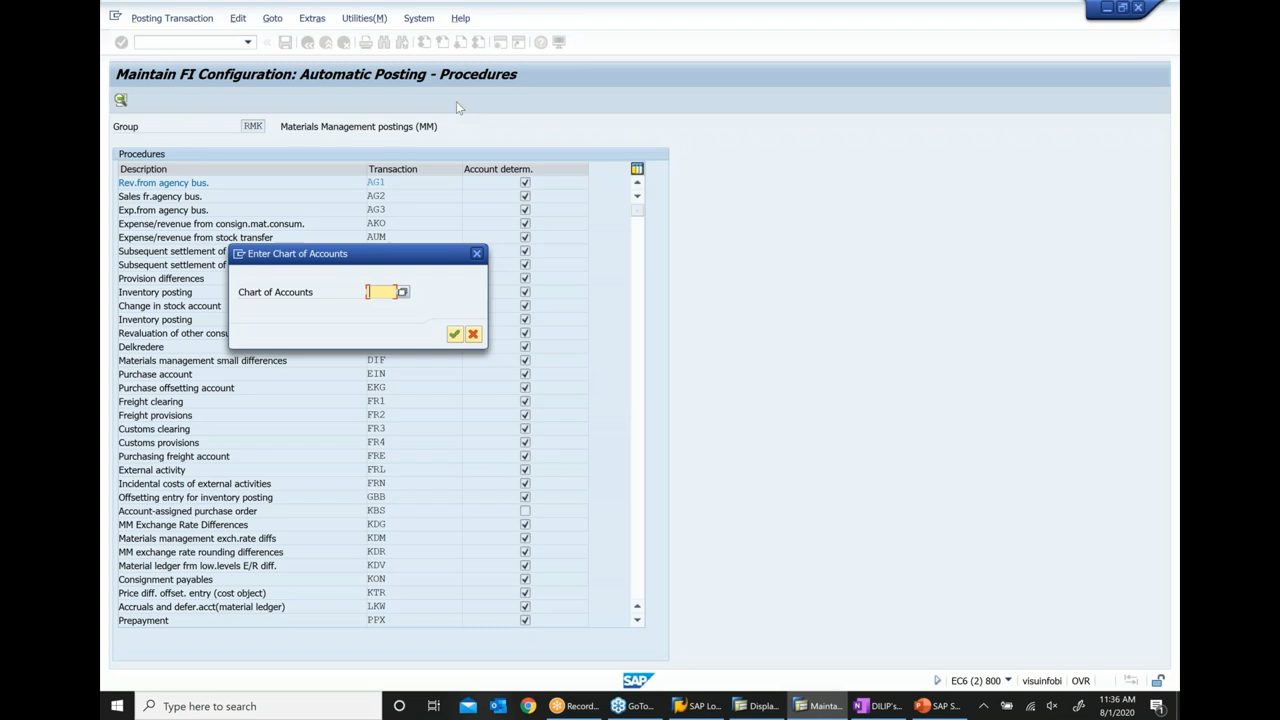 Posting Transaction Edit Goto Extras Utilities(M) System Help
Maintain FI Configuration: Automatic Posting - Procedures
Group RMK Materials Management postings (MM)
Procedures
Description Transaction Account determ.
Rev.from agency bus. AG1
Sales fr.agency bus. AG2
Exp.from agency bus. AG3
Expense/revenue from consign.mat.consum. AKO
Expense/revenue from stock transfer AUM
Subsequent settlement of
Subsequent settlement of
Provision differences
Inventory posting
Change in stock account
Inventory posting
Revaluation of other consu
Delkredere
Enter Chart of Accounts
Chart of Accounts
Materials management small differences DIF
Purchase account EIN
Purchase offsetting account EKG
Freight clearing FR1
Freight provisions FR2
Customs clearing FR3
Customs provisions FR4
Purchasing freight account FRE
External activity FRL
Incidental costs of external activities FRN
Offsetting entry for inventory posting GBB
Account-assigned purchase order KBS
MM Exchange Rate Differences KDG
Materials management exch.rate diffs KDM
MM exchange rate rounding differences KDR
Material ledger frm low.levels E/R diff. KDV
Consignment payables KON
Price diff. offset. entry (cost object) KTR
Accruals and defer.acct(material ledger) LKW
Prepayment PPX
SAP
EC6 (2) 800 visuinfobi OVR
Type here to search
Record... GoTo... SAP Lo... Displa... Mainta... DILIP's... SAP S...
11:36 AM
8/1/2020